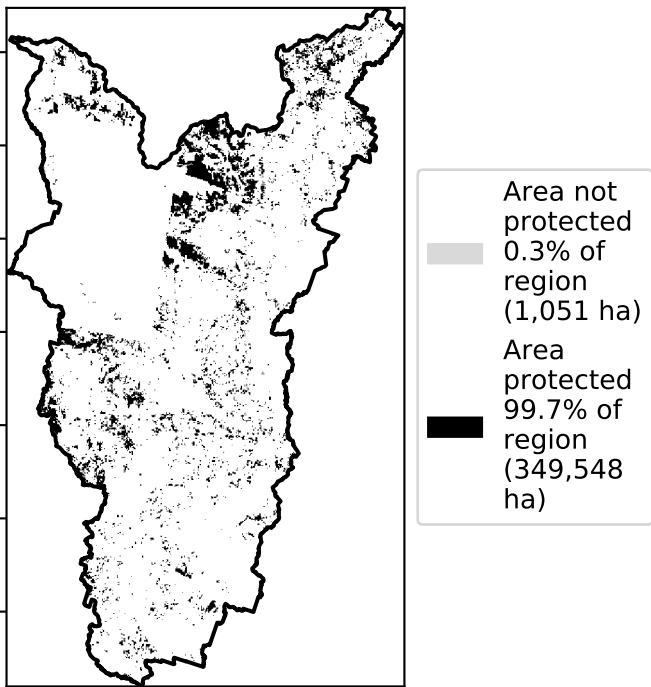 Area not
protected
0.3% of
region
(1,051 ha)
Area
protected
99.7% of
region
(349,548
ha)